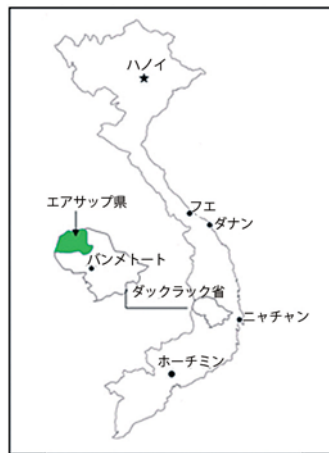 ハノイ
フエ
エアサップ県
ダナン
バンメトート
ダックラック省
ニャチャン
ホーチミン